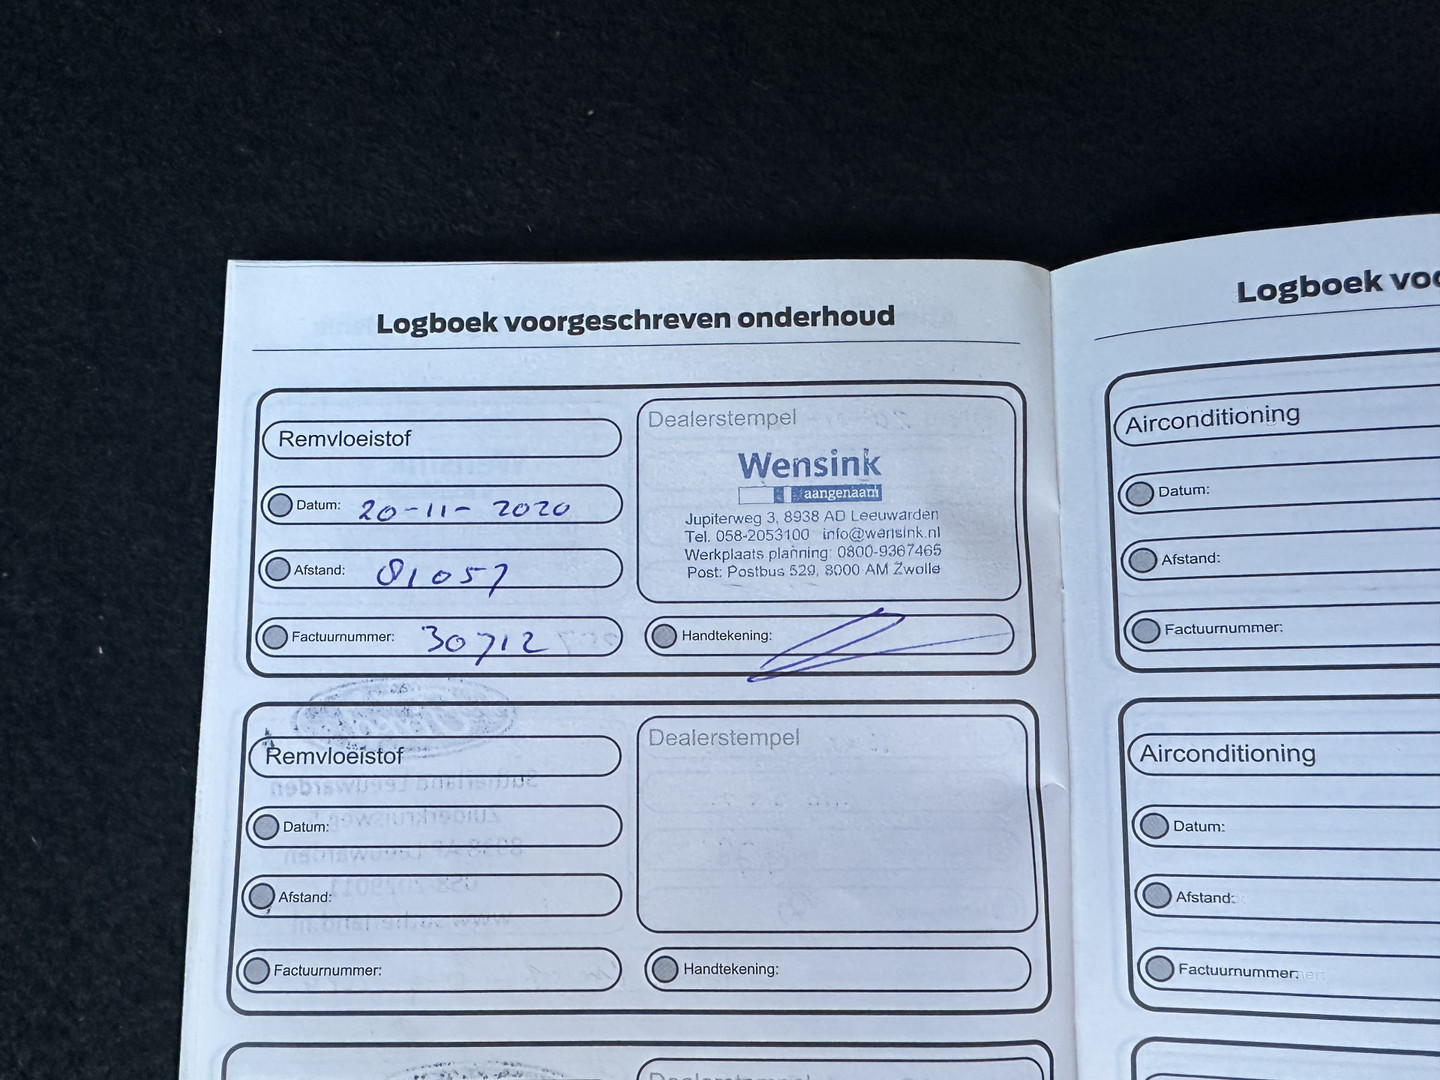 Logboek voorgeschreven onderhoud
Remvloeistof
Datum: 20-11-2020
Afstand: 81057
Factuurnummer: 30712
Dealerstempel
Wensink
aangenaam
Jupiterweg 3, 8938 AD Leeuwarden
Tel. 058-2053100 info@wensink.nl
Werkplaats planning: 0800-9367465
Post: Postbus 529, 8000 AM Zwolle
Handtekening:
Remvloeistof
Datum:
Afstand:
Factuurnummer:
Dealerstempel
Handtekening:
Dealerstempel
Logboek
Airconditioning
Datum:
Afstand:
Factuurnummer:
Airconditioning
Datum:
Afstand:
Factuurnummer: